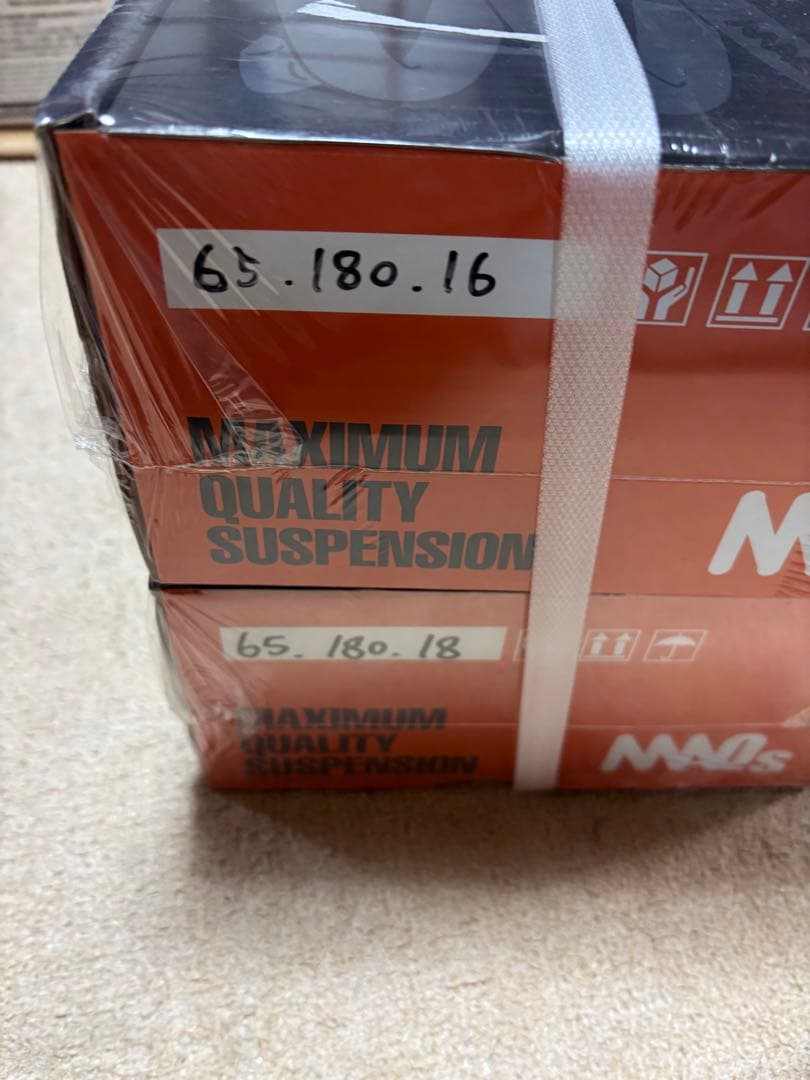 65.180.16
MAXIMUM
QUALITY
SUSPENSION
65.180.18
MAXIMUM
QUALITY
SUSPENSION
MAQs